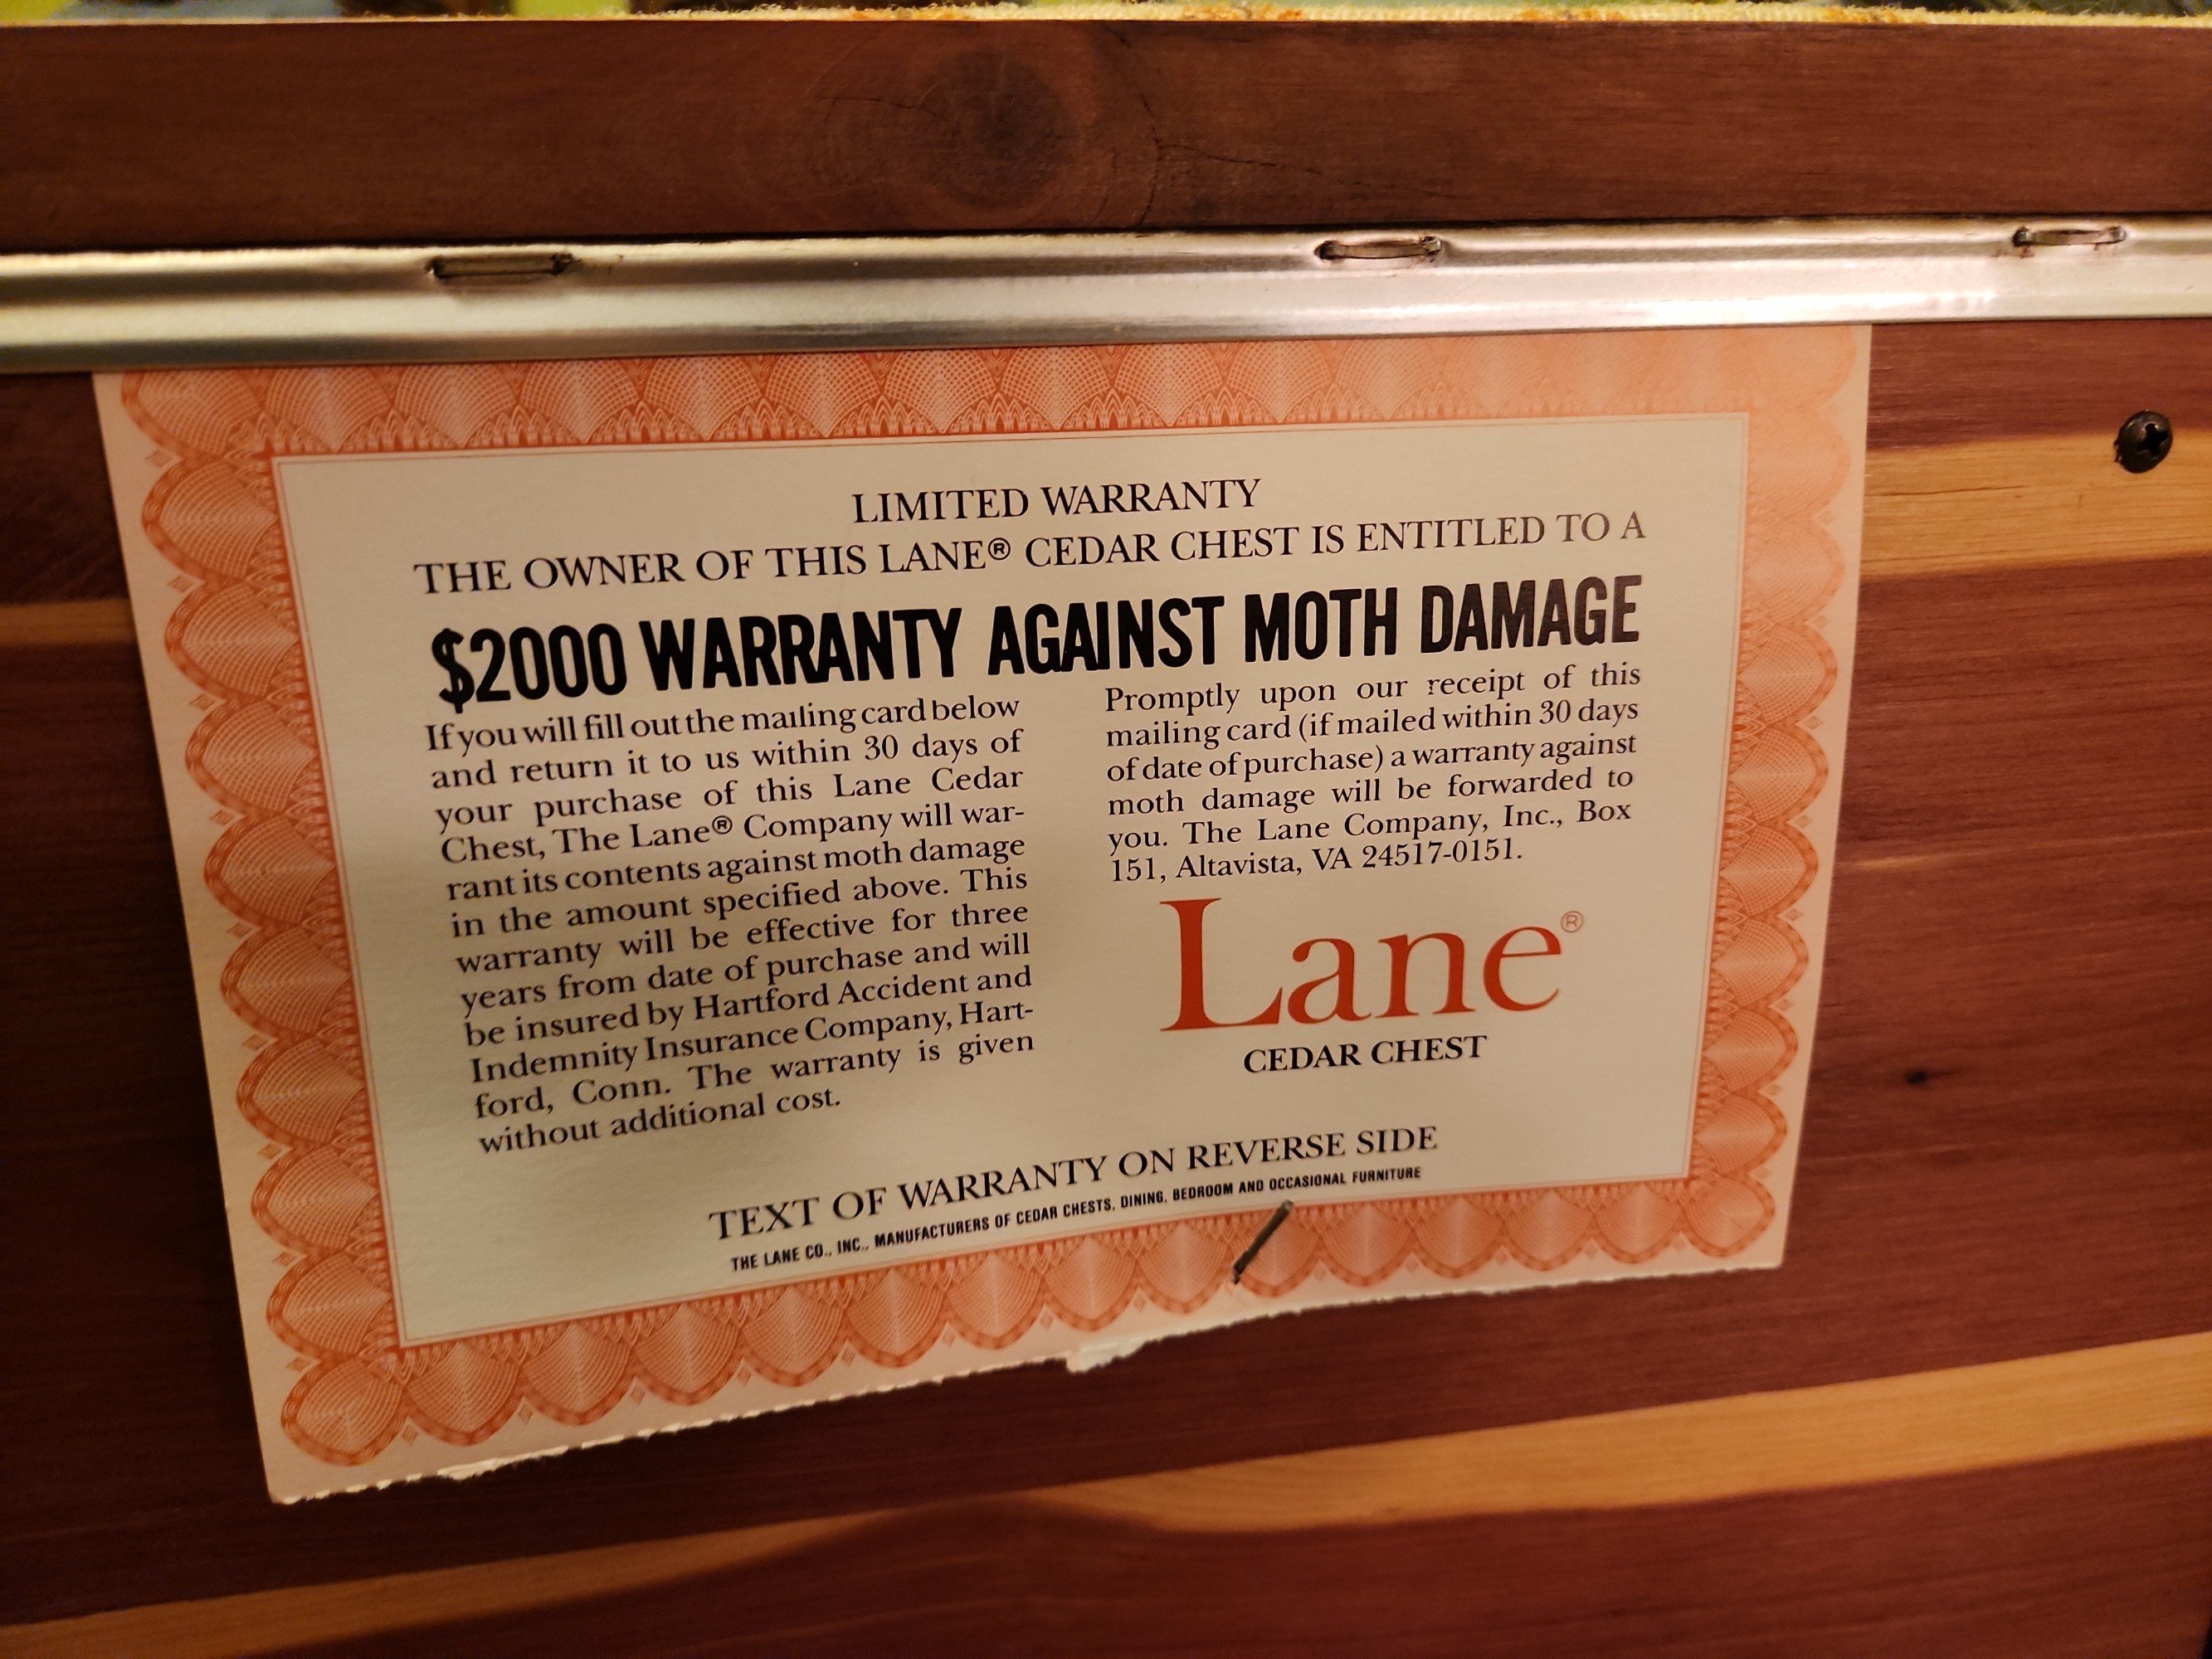 LIMITED WARRANTY
THE OWNER OF THIS LANE® CEDAR CHEST IS ENTITLED TO A
$2000 WARRANTY AGAINST MOTH DAMAGE
If you will fill out the mailing card below
and return it to us within 30 days of
your purchase of this Lane Cedar
Chest, The Lane® Company will war-
rant its contents against moth damage
in the amount specified above. This
warranty will be effective for three
years from date of purchase and will
be insured by Hartford Accident and
Indemnity Insurance Company, Hart-
ford, Conn. The warranty is given
without additional cost.
Promptly upon our receipt of this
mailing card (if mailed within 30 days
of date of purchase) a warranty against
moth damage will be forwarded to
you. The Lane Company, Inc., Box
151, Altavista, VA 24517-0151.
Lane®
CEDAR CHEST
TEXT OF WARRANTY ON REVERSE SIDE
THE LANE CO., INC., MANUFACTURERS OF CEDAR CHESTS, DINING, BEDROOM AND OCCASIONAL FURNITURE